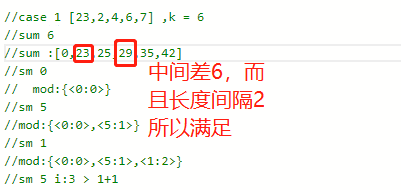 //case 1 [23,2,4,6,7] ,k = 6
//sum 6
//sum :[0,23,25,29,35,42]
//sm 0
//  mod:{<0:0>}
//sm 5
//mod:{<0:0>,<5:1>}
//sm 1
//mod:{<0:0>,<5:1>,<1:2>}
//sm 5 i:3 > 1+1
中间差6，而
且长度间隔2
所以满足